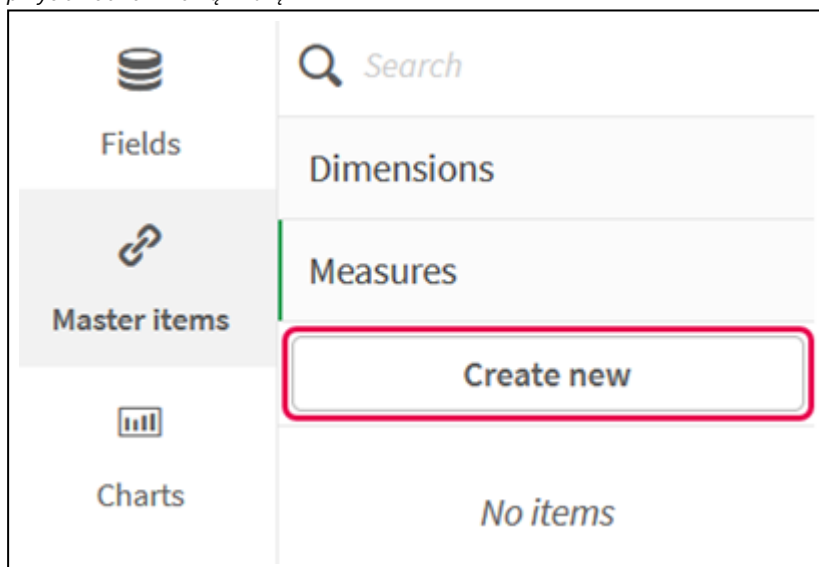 Search
Fields
Dimensions
Measures
Master items
Create new
Charts
No items